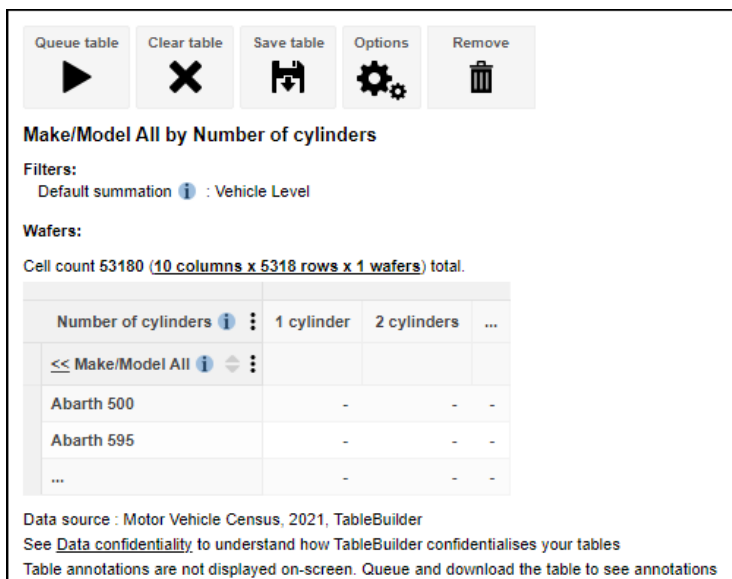 Queue table Clear table Save table Options Remove
Make/Model All by Number of cylinders
Filters:
Default summation i : Vehicle Level
Wafers:
Cell count 53180 (10 columns x 5318 rows x 1 wafers) total.
Number of cylinders i 1 cylinder 2 cylinders ...
<< Make/Model All i
Abarth 500 - - -
Abarth 595 - - -
... - - -
Data source : Motor Vehicle Census, 2021, TableBuilder
See Data confidentiality to understand how TableBuilder confidentialises your tables
Table annotations are not displayed on-screen. Queue and download the table to see annotations